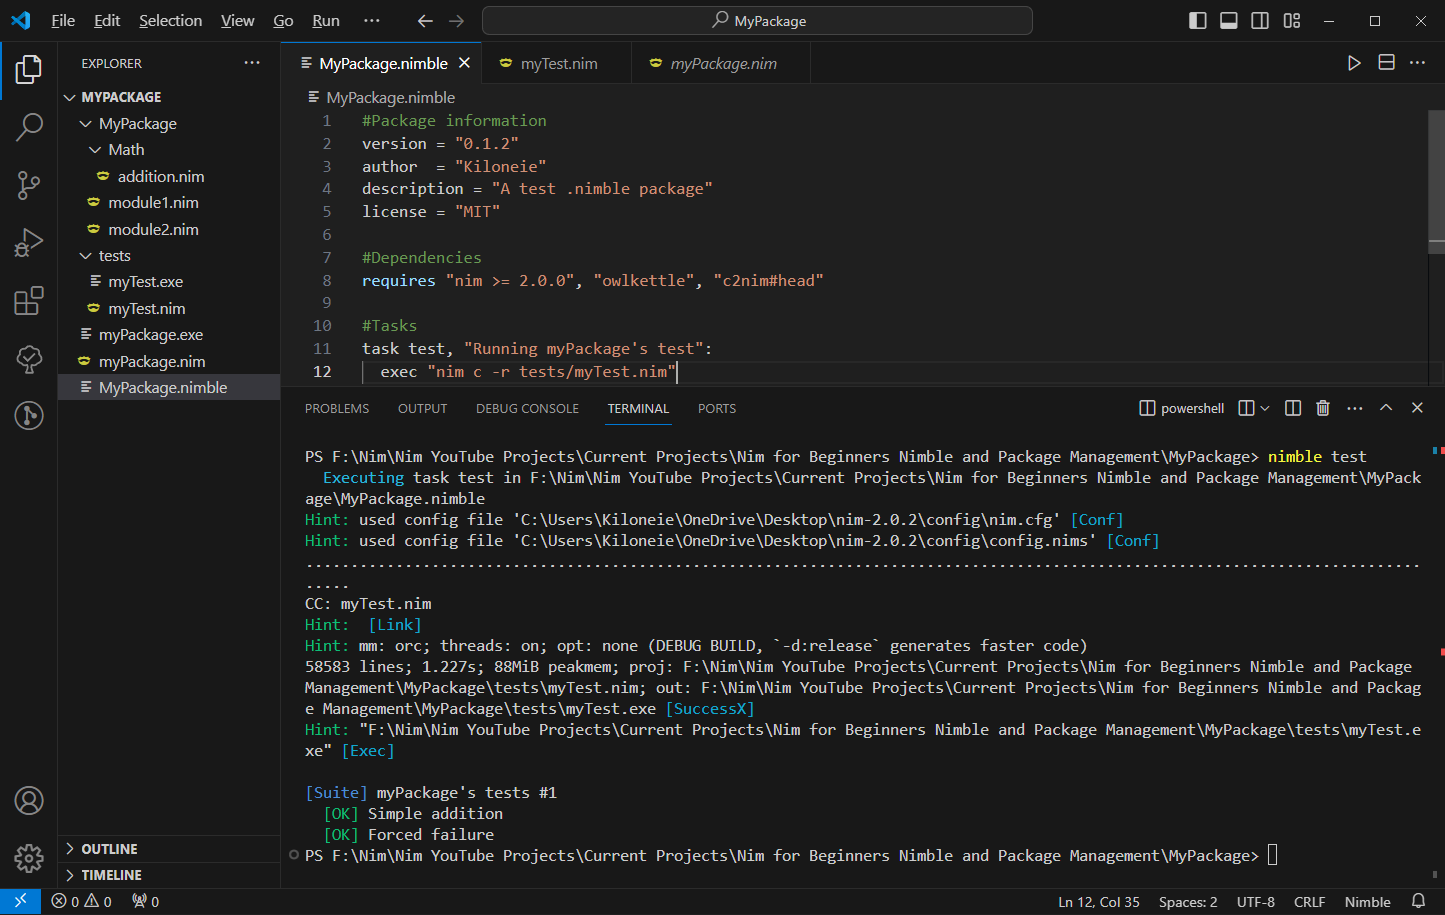 File Edit Selection View Go Run ··· MyPackage
EXPLORER ···
MYPACKAGE
MyPackage
Math
addition.nim
module1.nim
module2.nim
tests
myTest.exe
myTest.nim
myPackage.exe
myPackage.nim
MyPackage.nimble
OUTLINE
TIMELINE
MyPackage.nimble myTest.nim myPackage.nim
MyPackage.nimble
1 #Package information
2 version = "0.1.2"
3 author  = "Kiloneie"
4 description = "A test .nimble package"
5 license = "MIT"
6
7 #Dependencies
8 requires "nim >= 2.0.0", "owlkettle", "c2nim#head"
9
10 #Tasks
11 task test, "Running myPackage's test":
12   exec "nim c -r tests/myTest.nim"
PROBLEMS OUTPUT DEBUG CONSOLE TERMINAL PORTS powershell
PS F:\Nim\Nim YouTube Projects\Current Projects\Nim for Beginners Nimble and Package Management\MyPackage> nimble test
  Executing task test in F:\Nim\Nim YouTube Projects\Current Projects\Nim for Beginners Nimble and Package Management\MyPack
age\MyPackage.nimble
Hint: used config file 'C:\Users\Kiloneie\OneDrive\Desktop\nim-2.0.2\config\nim.cfg' [Conf]
Hint: used config file 'C:\Users\Kiloneie\OneDrive\Desktop\nim-2.0.2\config\config.nims' [Conf]
............................................................................................................................
.....
CC: myTest.nim
Hint:  [Link]
Hint: mm: orc; threads: on; opt: none (DEBUG BUILD, `-d:release` generates faster code)
58583 lines; 1.227s; 88MiB peakmem; proj: F:\Nim\Nim YouTube Projects\Current Projects\Nim for Beginners Nimble and Package
Management\MyPackage\tests\myTest.nim; out: F:\Nim\Nim YouTube Projects\Current Projects\Nim for Beginners Nimble and Packag
e Management\MyPackage\tests\myTest.exe [SuccessX]
Hint: "F:\Nim\Nim YouTube Projects\Current Projects\Nim for Beginners Nimble and Package Management\MyPackage\tests\myTest.e
xe" [Exec]
[Suite] myPackage's tests #1
  [OK] Simple addition
  [OK] Forced failure
PS F:\Nim\Nim YouTube Projects\Current Projects\Nim for Beginners Nimble and Package Management\MyPackage>
0 0 0 Ln 12, Col 35 Spaces: 2 UTF-8 CRLF Nimble